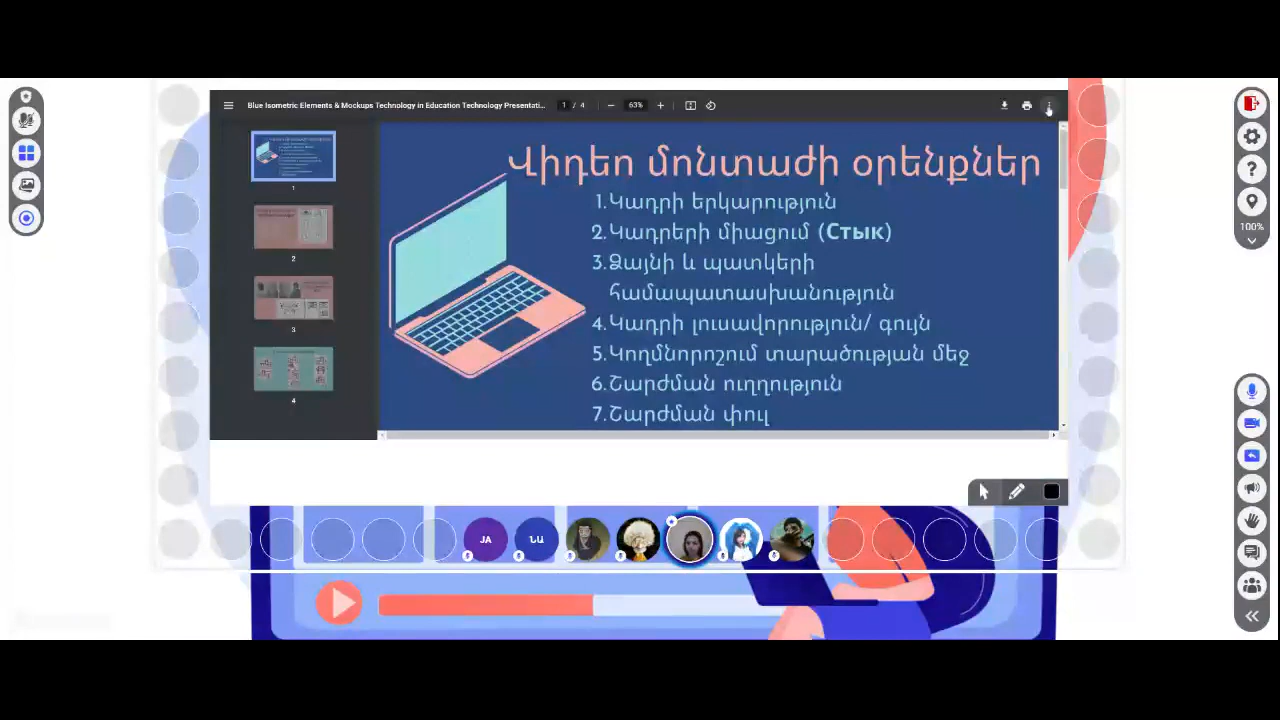 Blue Isometric Elements & Mockups Technology in Education Technology Presentati...
1 / 4
63%
Վիդեո մոնտաժի օրենքներ
1.Կադրի երկարություն
2.Կադրերի միացում (Стык)
3.Ձայնի և պատկերի
համապատասխանություն
4.Կադրի լուսավորություն/ գույն
5.Կողմնորոշում տարածության մեջ
6.Շարժման ուղղություն
7.Շարժման փուլ
1
2
3
4
100%
JA
ՆԱ